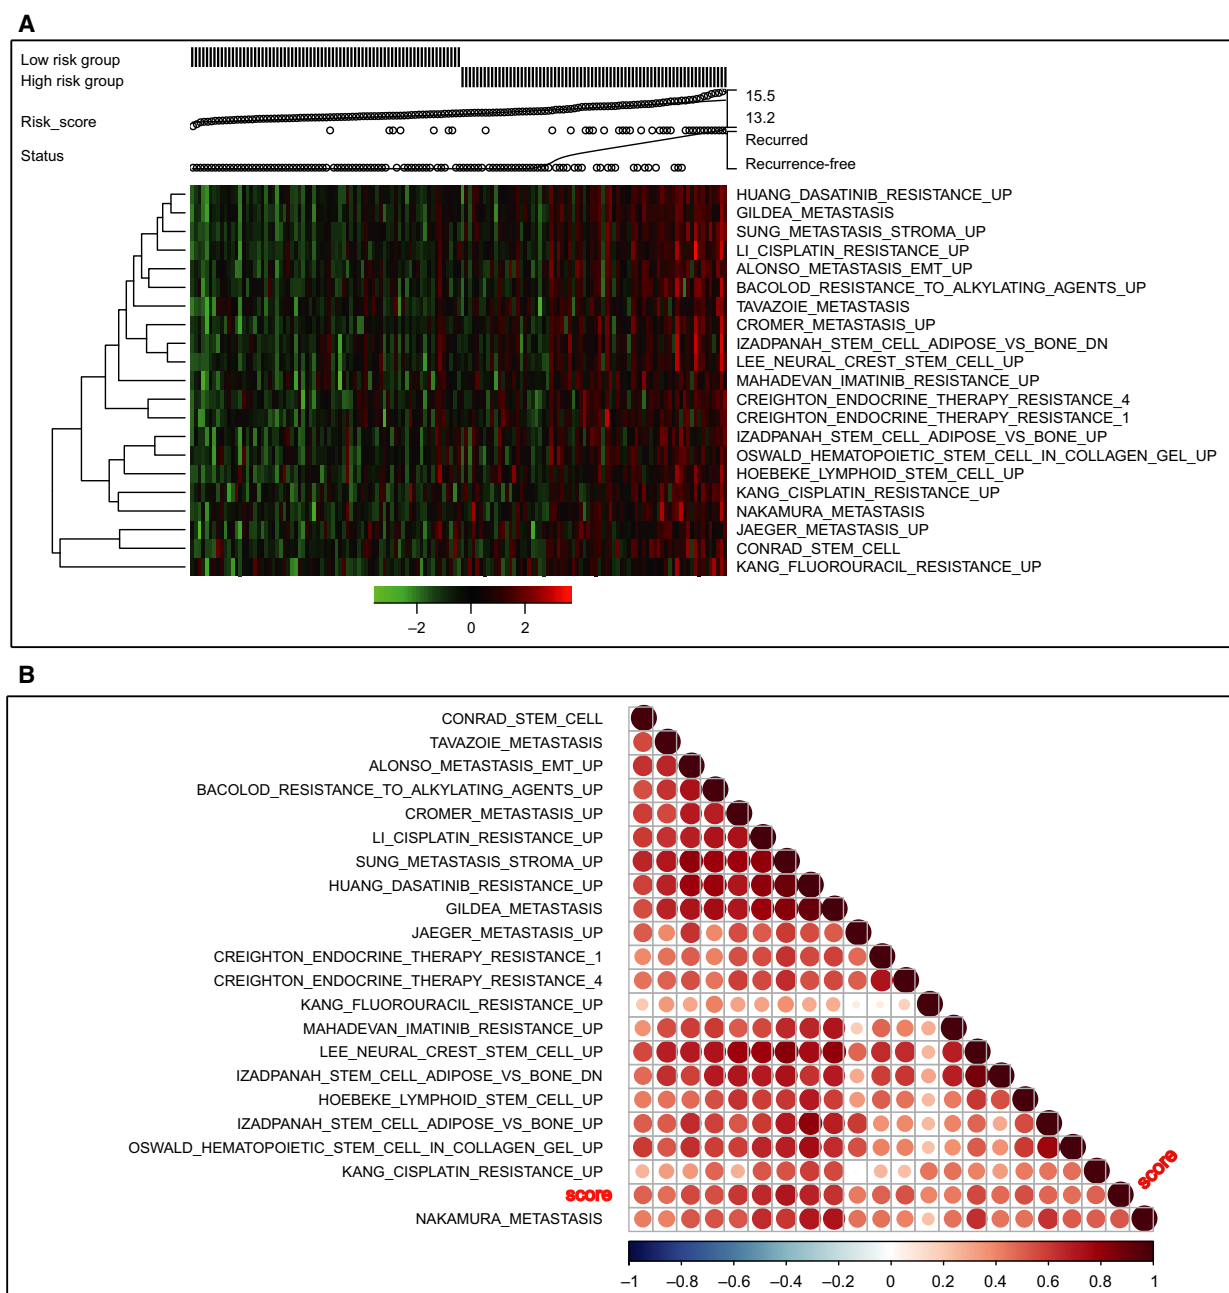 A
Low risk group
High risk group
Risk_score
15.5
13.2
Status
Recurred
Recurrence-free
HUANG_DASATINIB_RESISTANCE_UP
GILDEA_METASTASIS
SUNG_METASTASIS_STROMA_UP
LI_CISPLATIN_RESISTANCE_UP
ALONSO_METASTASIS_EMT_UP
BACOLOD_RESISTANCE_TO_ALKYLATING_AGENTS_UP
TAVAZOIE_METASTASIS
CROMER_METASTASIS_UP
IZADPANAH_STEM_CELL_ADIPOSE_VS_BONE_DN
LEE_NEURAL_CREST_STEM_CELL_UP
MAHADEVAN_IMATINIB_RESISTANCE_UP
CREIGHTON_ENDOCRINE_THERAPY_RESISTANCE_4
CREIGHTON_ENDOCRINE_THERAPY_RESISTANCE_1
IZADPANAH_STEM_CELL_ADIPOSE_VS_BONE_UP
OSWALD_HEMATOPOIETIC_STEM_CELL_IN_COLLAGEN_GEL_UP
HOEBEKE_LYMPHOID_STEM_CELL_UP
KANG_CISPLATIN_RESISTANCE_UP
NAKAMURA_METASTASIS
JAEGER_METASTASIS_UP
CONRAD_STEM_CELL
KANG_FLUOROURACIL_RESISTANCE_UP
–2 0 2
B
CONRAD_STEM_CELL
TAVAZOIE_METASTASIS
ALONSO_METASTASIS_EMT_UP
BACOLOD_RESISTANCE_TO_ALKYLATING_AGENTS_UP
CROMER_METASTASIS_UP
LI_CISPLATIN_RESISTANCE_UP
SUNG_METASTASIS_STROMA_UP
HUANG_DASATINIB_RESISTANCE_UP
GILDEA_METASTASIS
JAEGER_METASTASIS_UP
CREIGHTON_ENDOCRINE_THERAPY_RESISTANCE_1
CREIGHTON_ENDOCRINE_THERAPY_RESISTANCE_4
KANG_FLUOROURACIL_RESISTANCE_UP
MAHADEVAN_IMATINIB_RESISTANCE_UP
LEE_NEURAL_CREST_STEM_CELL_UP
IZADPANAH_STEM_CELL_ADIPOSE_VS_BONE_DN
HOEBEKE_LYMPHOID_STEM_CELL_UP
IZADPANAH_STEM_CELL_ADIPOSE_VS_BONE_UP
OSWALD_HEMATOPOIETIC_STEM_CELL_IN_COLLAGEN_GEL_UP
KANG_CISPLATIN_RESISTANCE_UP
score
score
NAKAMURA_METASTASIS
–1 –0.8 –0.6 –0.4 –0.2 0 0.2 0.4 0.6 0.8 1